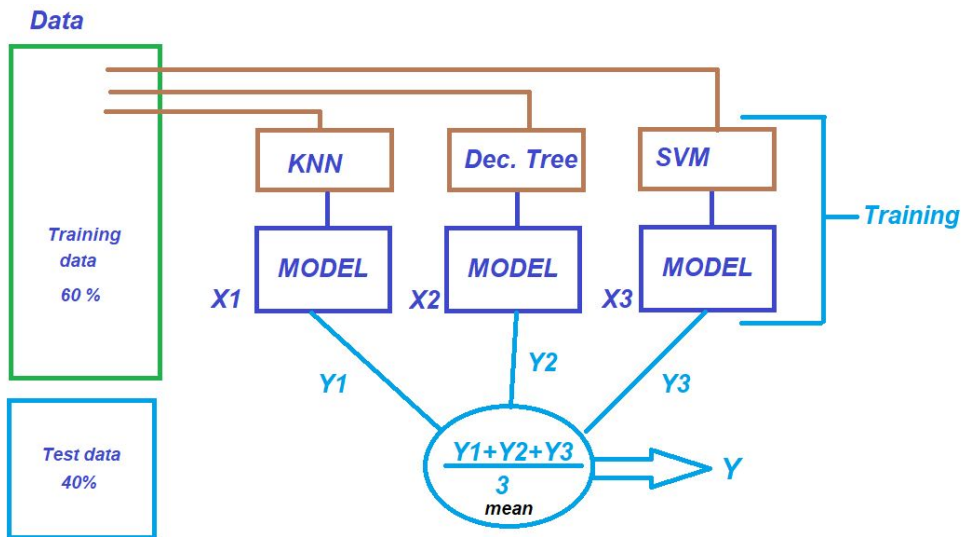 Data
KNN
Dec. Tree
SVM
Training
Training
data
60 %
MODEL
MODEL
MODEL
X1
X2
X3
Y1
Y2
Y3
Test data
40%
Y1+Y2+Y3
3
mean
Y